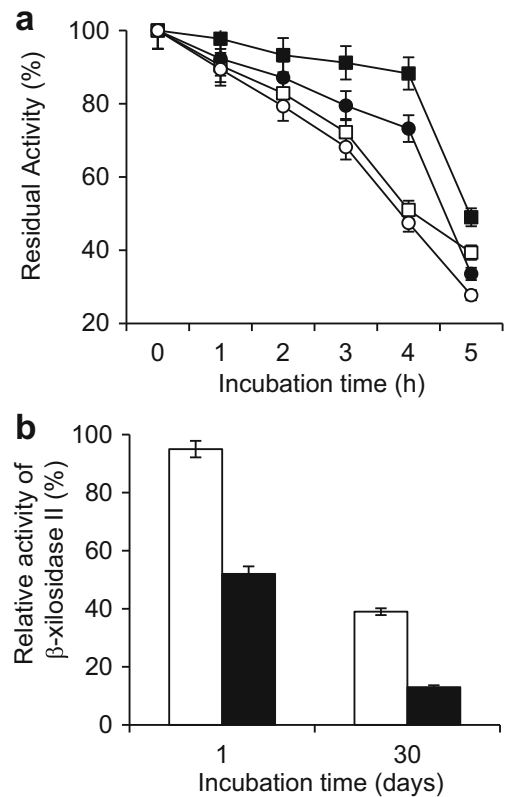 a
Residual Activity (%)
100
80
60
40
20
0 1 2 3 4 5
Incubation time (h)
b
Relative activity of
β-xilosidase II (%)
100
80
60
40
20
0
1 30
Incubation time (days)